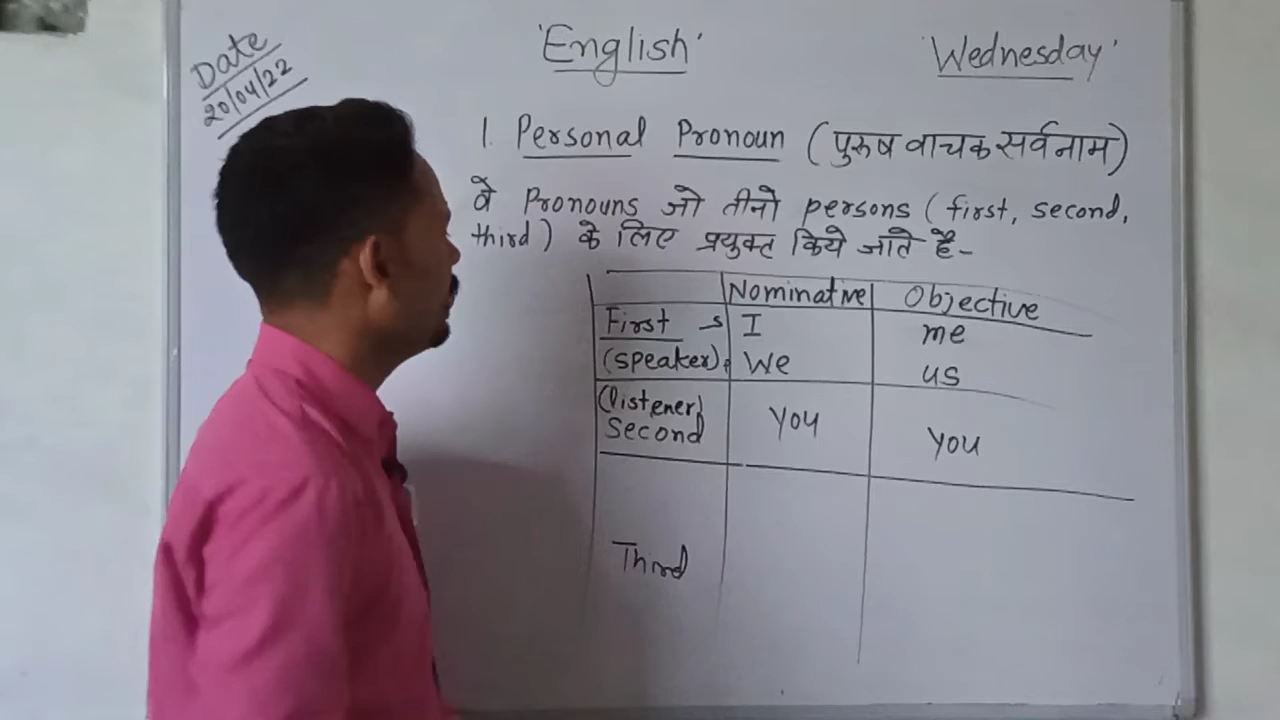 Date
20/04/22
'English'
'Wednesday'
1. Personal Pronoun (पुरुष वाचक सर्वनाम)
वे Pronouns जो तीनो persons (first, second,
third) के लिए प्रयुक्त किये जाते है-
Nominative Objective
First s I me
(speaker) P We us
(listener)
Second You You
Third